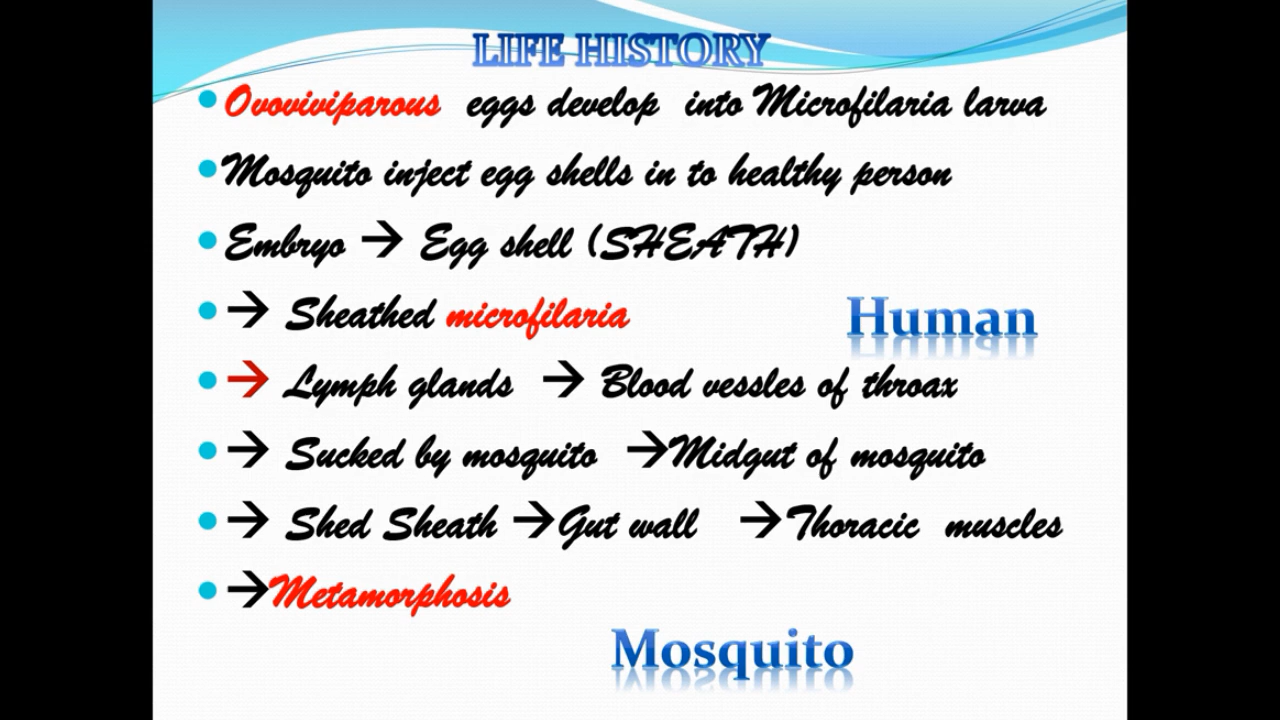 LIFE HISTORY
• Ovoviviparous eggs develop into Microfilaria larva
• Mosquito inject egg shells in to healthy person
• Embryo → Egg shell (SHEATH)
• → Sheathed microfilaria
Human
• → Lymph glands → Blood vessles of throax
• → Sucked by mosquito → Midgut of mosquito
• → Shed Sheath → Gut wall → Thoracic muscles
• → Metamorphosis
Mosquito